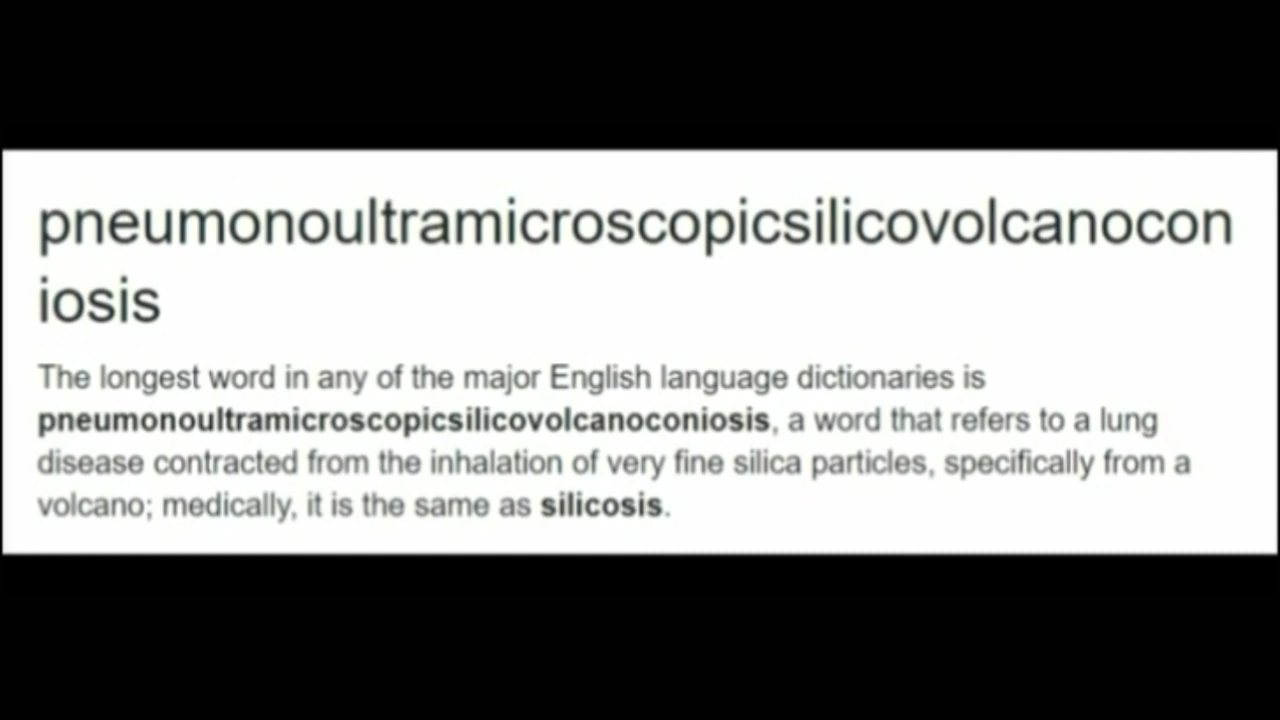 pneumonoultramicroscopicsilicovolcanocon
iosis
The longest word in any of the major English language dictionaries is
pneumonoultramicroscopicsilicovolcanoconiosis, a word that refers to a lung
disease contracted from the inhalation of very fine silica particles, specifically from a
volcano; medically, it is the same as silicosis.